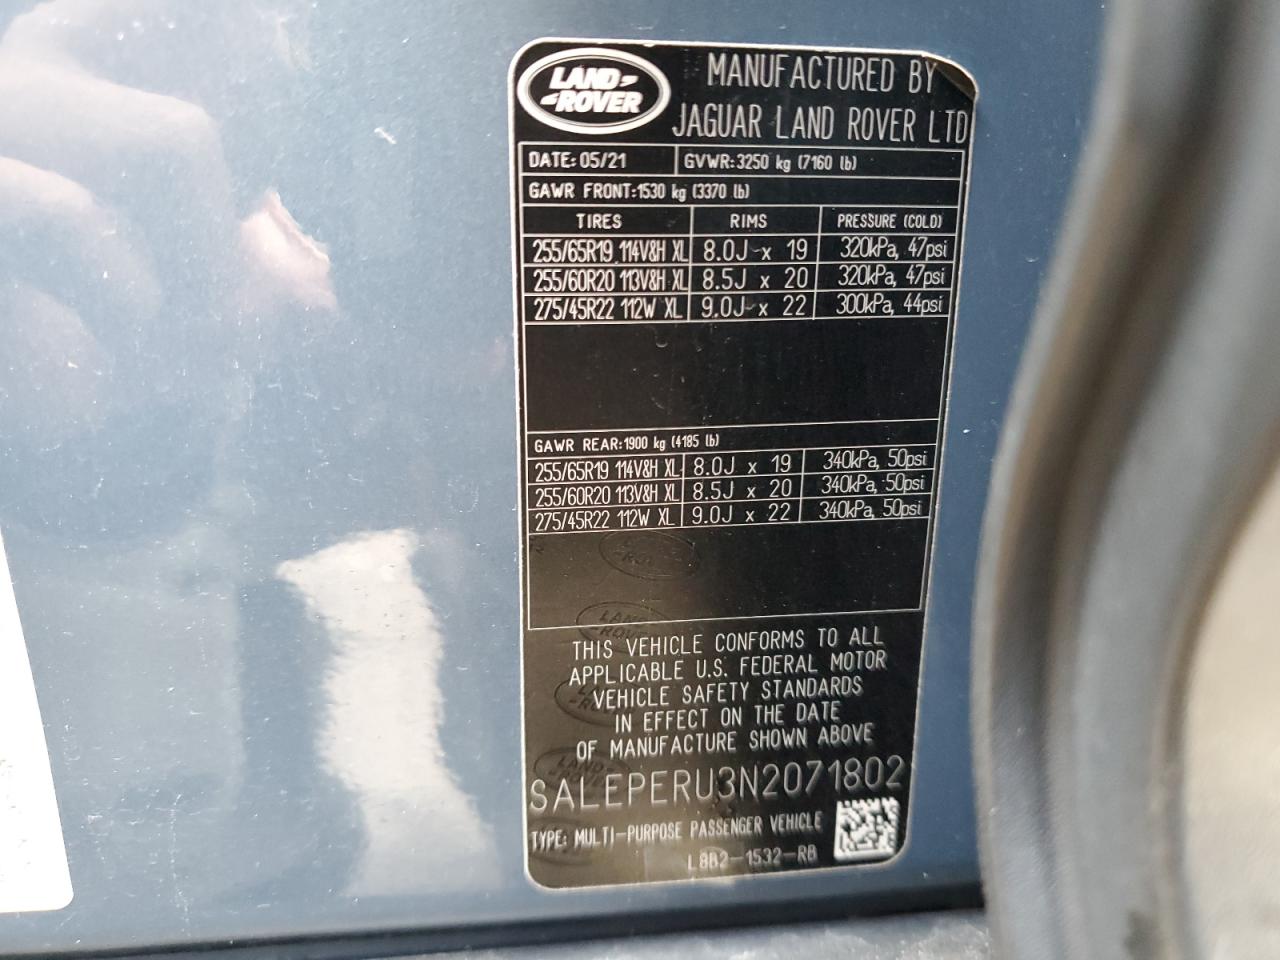 LAND
ROVER
MANUFACTURED BY
JAGUAR LAND ROVER LTD
DATE: 05/21 GVWR:3250 kg (7160 lb)
GAWR FRONT:1530 kg (3370 lb)
TIRES RIMS PRESSURE (COLD)
255/65R19 114V&H XL 8.0J x 19 320kPa, 47psi
255/60R20 113V&H XL 8.5J x 20 320kPa, 47psi
275/45R22 112W XL 9.0J x 22 300kPa, 44psi
GAWR REAR:1900 kg (4185 lb)
255/65R19 114V&H XL 8.0J x 19 340kPa, 50psi
255/60R20 113V&H XL 8.5J x 20 340kPa, 50psi
275/45R22 112W XL 9.0J x 22 340kPa, 50psi
THIS VEHICLE CONFORMS TO ALL
APPLICABLE U.S. FEDERAL MOTOR
VEHICLE SAFETY STANDARDS
IN EFFECT ON THE DATE
OF MANUFACTURE SHOWN ABOVE
SALEPERU3N2071802
TYPE: MULTI-PURPOSE PASSENGER VEHICLE
L8B2-1532-RB